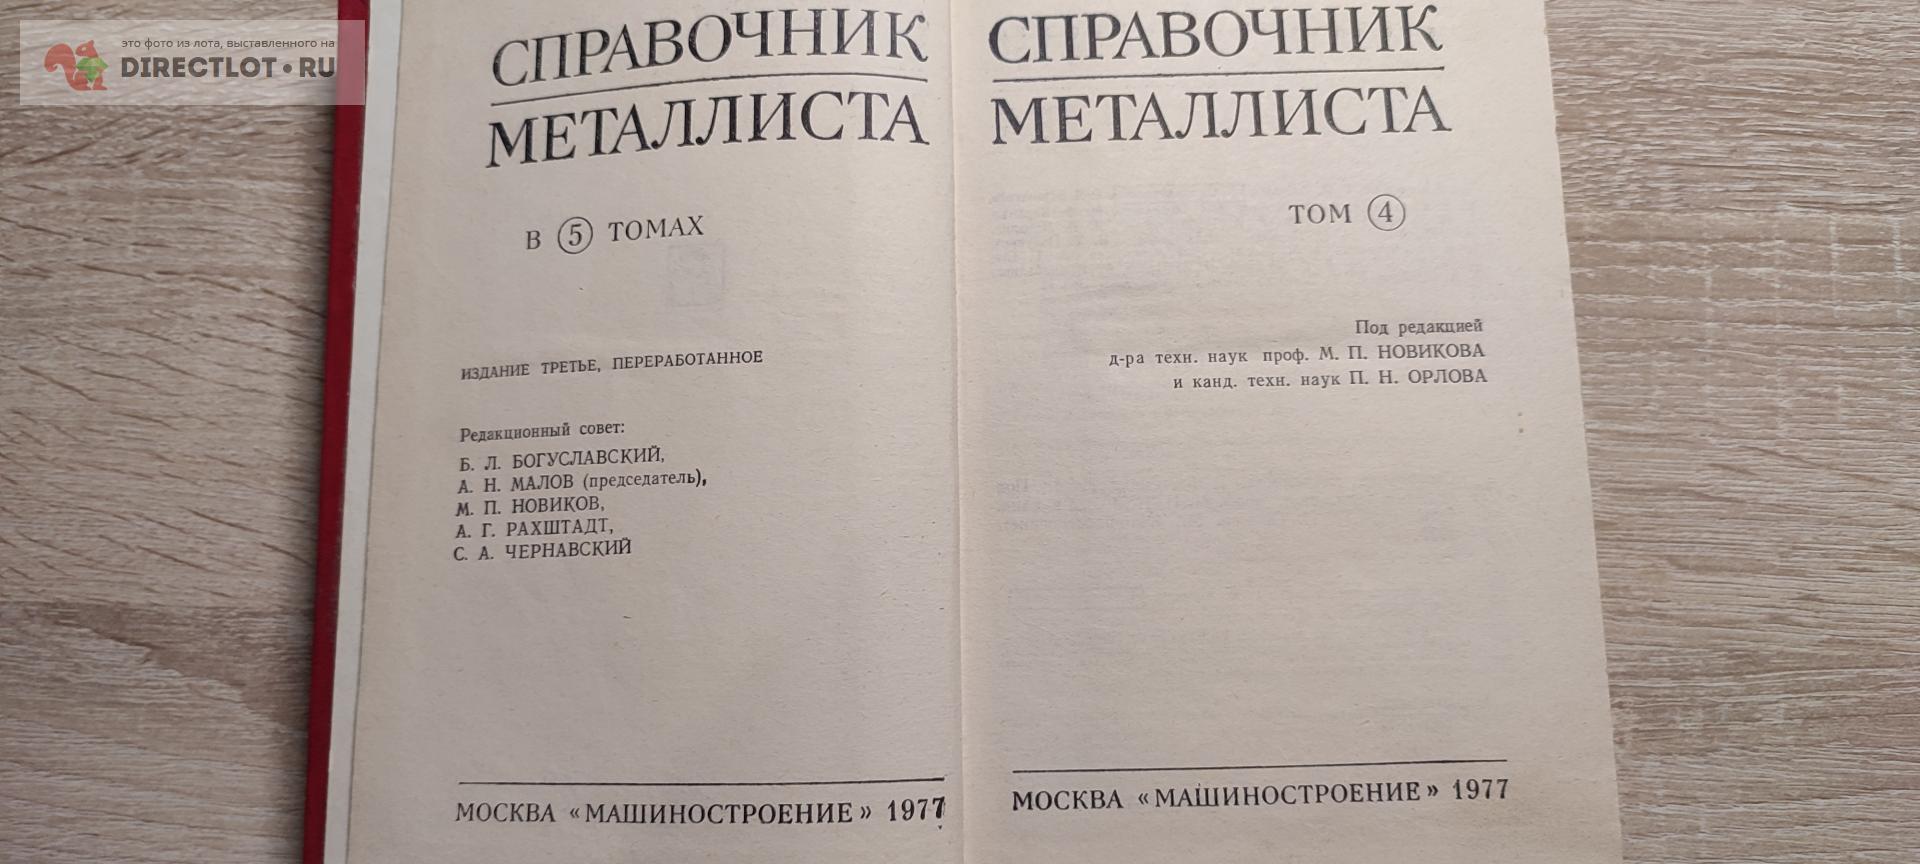 это фото из лота, выставленного на
DIRECTLOT•RU
СПРАВОЧНИК
МЕТАЛЛИСТА
В 5 ТОМАХ
ИЗДАНИЕ ТРЕТЬЕ, ПЕРЕРАБОТАННОЕ
Редакционный совет:
Б. Л. БОГУСЛАВСКИЙ,
А. Н. МАЛОВ (председатель),
М. П. НОВИКОВ,
А. Г. РАХШТАДТ,
С. А. ЧЕРНАВСКИЙ
МОСКВА «МАШИНОСТРОЕНИЕ» 1977
СПРАВОЧНИК
МЕТАЛЛИСТА
ТОМ 4
Под редакцией
д-ра техн. наук проф. М. П. НОВИКОВА
и канд. техн. наук П. Н. ОРЛОВА
МОСКВА «МАШИНОСТРОЕНИЕ» 1977